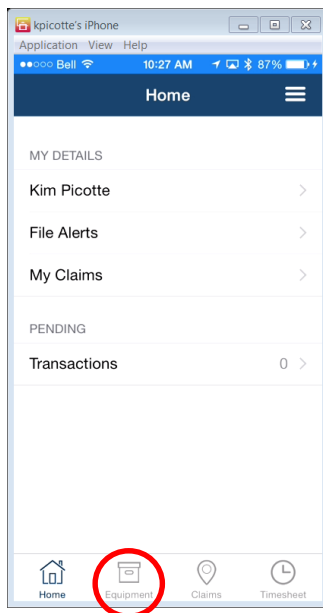 kpicotte's iPhone
Application View Help
Bell 10:27 AM 87%
Home
MY DETAILS
Kim Picotte
File Alerts
My Claims
PENDING
Transactions 0
Home Equipment Claims Timesheet